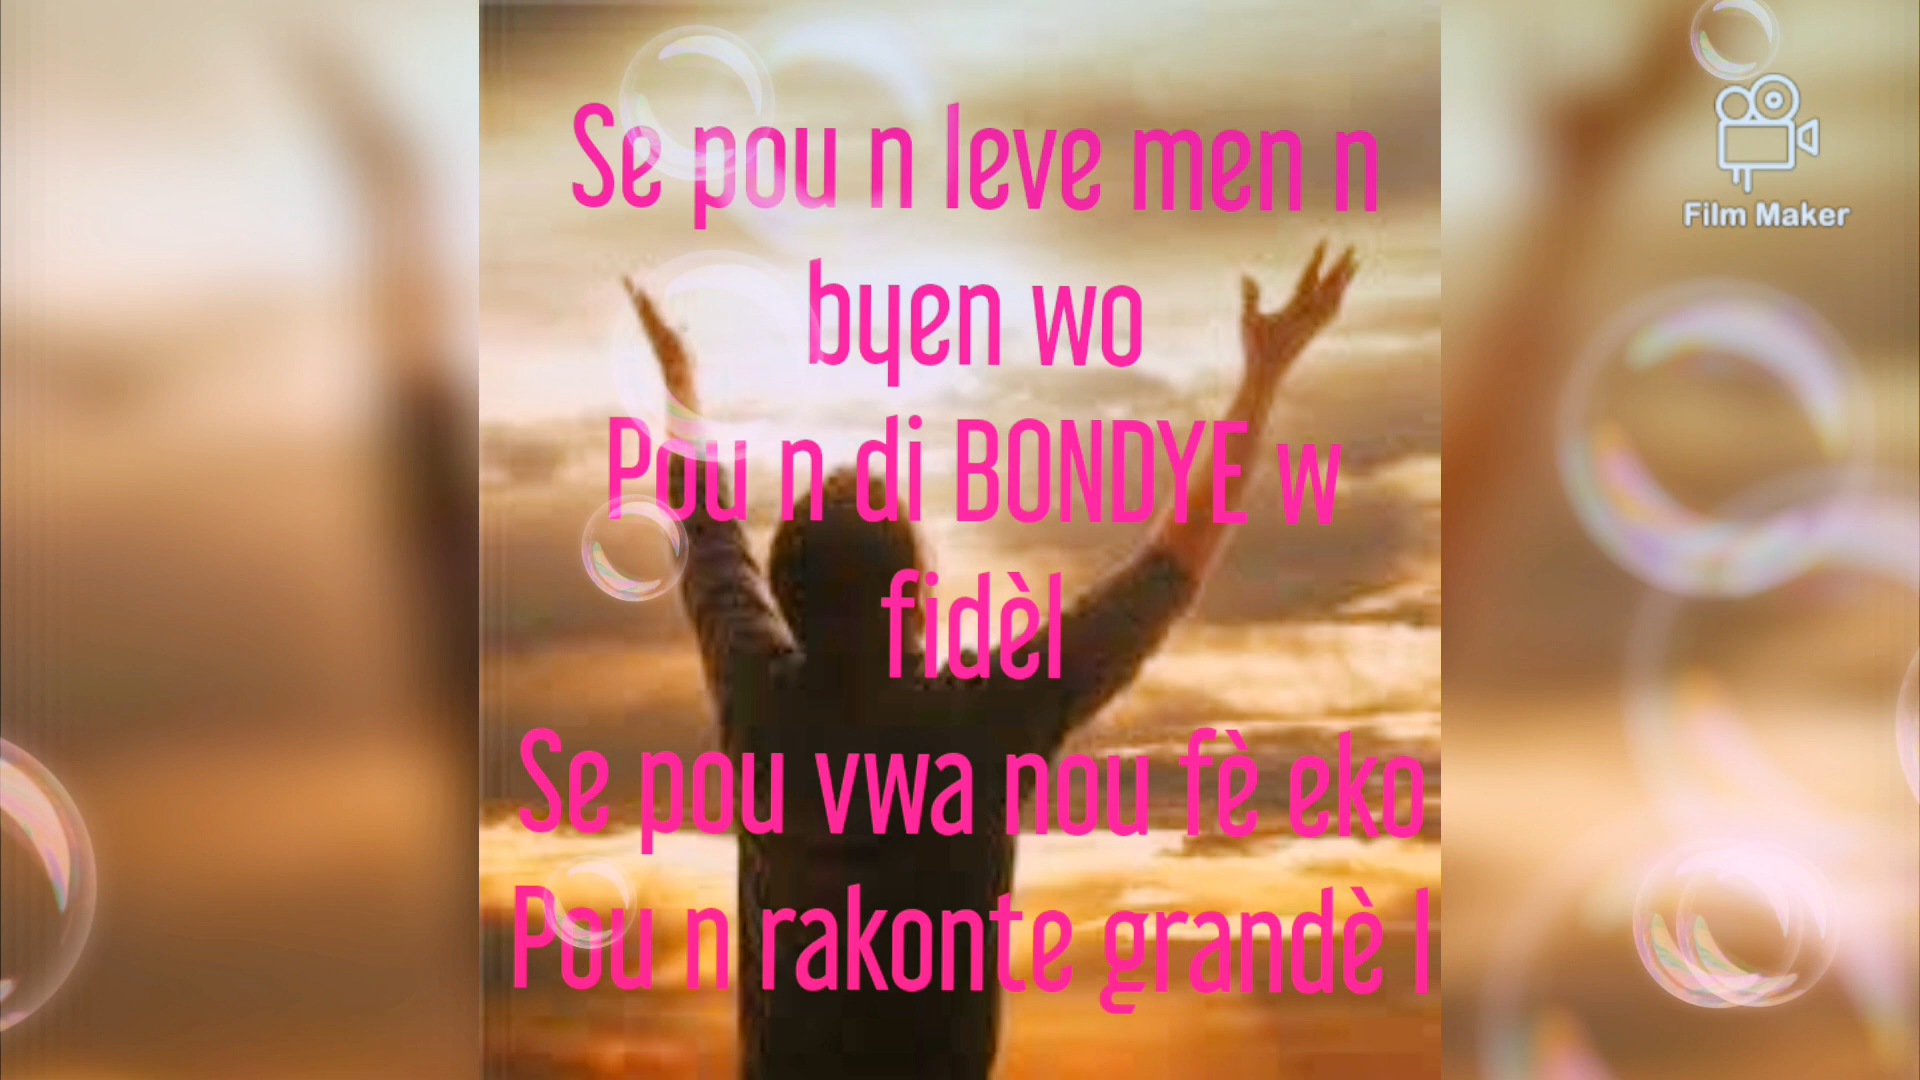 Se pou n leve men n
byen wo
Pou n di BONDYE w
fidèl
Se pou vwa nou fè eko
Pou n rakonte grandè l
Film Maker